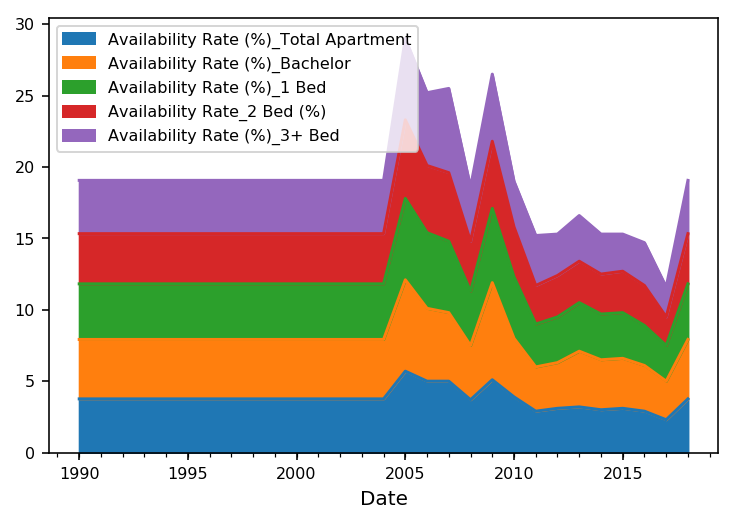 30
25
20
15
10
5
0
Availability Rate (%)_Total Apartment
Availability Rate (%)_Bachelor
Availability Rate (%)_1 Bed
Availability Rate_2 Bed (%)
Availability Rate (%)_3+ Bed
1990 1995 2000 2005 2010 2015
Date